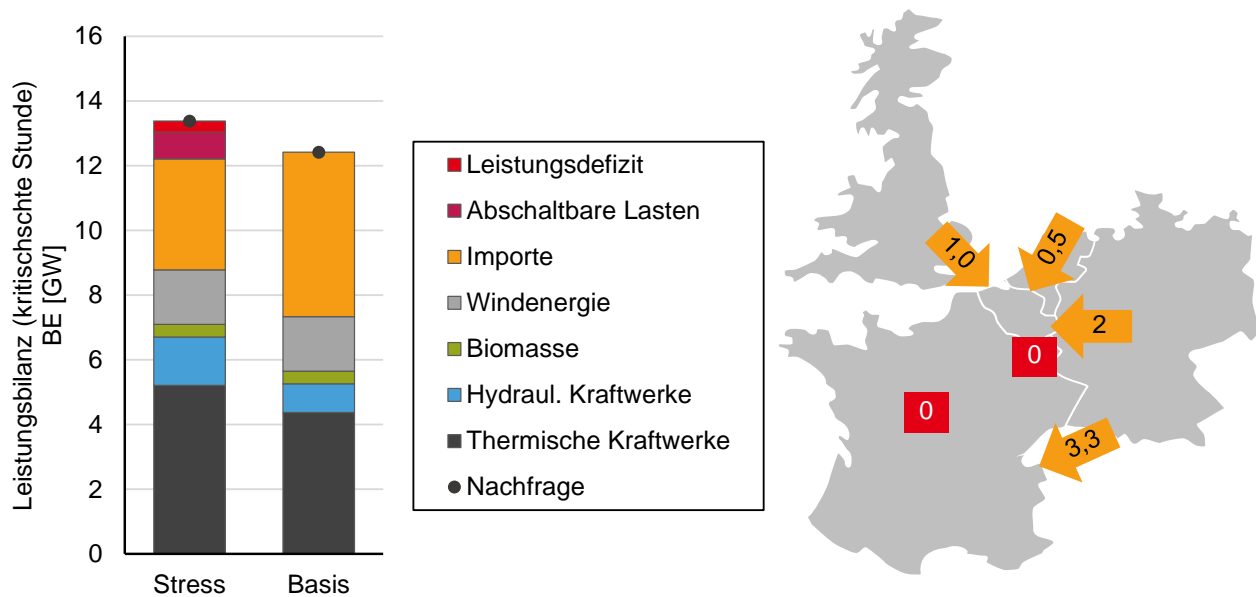 Leistungsbilanz (kritischschte Stunde)
BE [GW]
16
14
12
10
8
6
4
2
0
Stress
Basis
Leistungsdefizit
Abschaltbare Lasten
Importe
Windenergie
Biomasse
Hydraul. Kraftwerke
Thermische Kraftwerke
Nachfrage
1,0
0,5
2
0
0
3,3